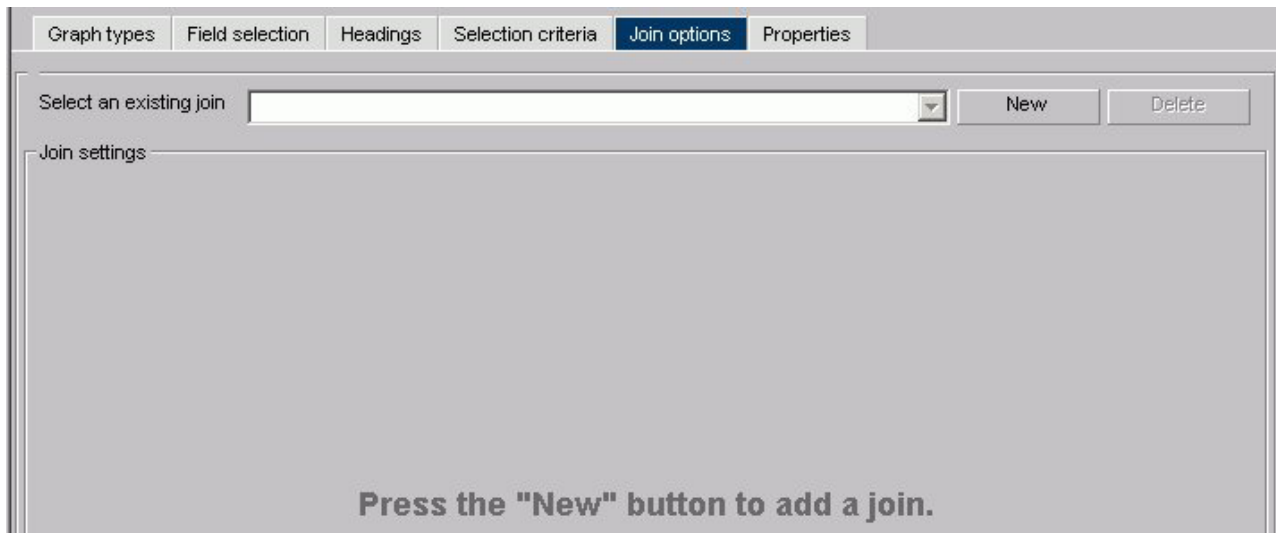 Graph types Field selection Headings Selection criteria Join options Properties
Select an existing join New Delete
Join settings
Press the "New" button to add a join.